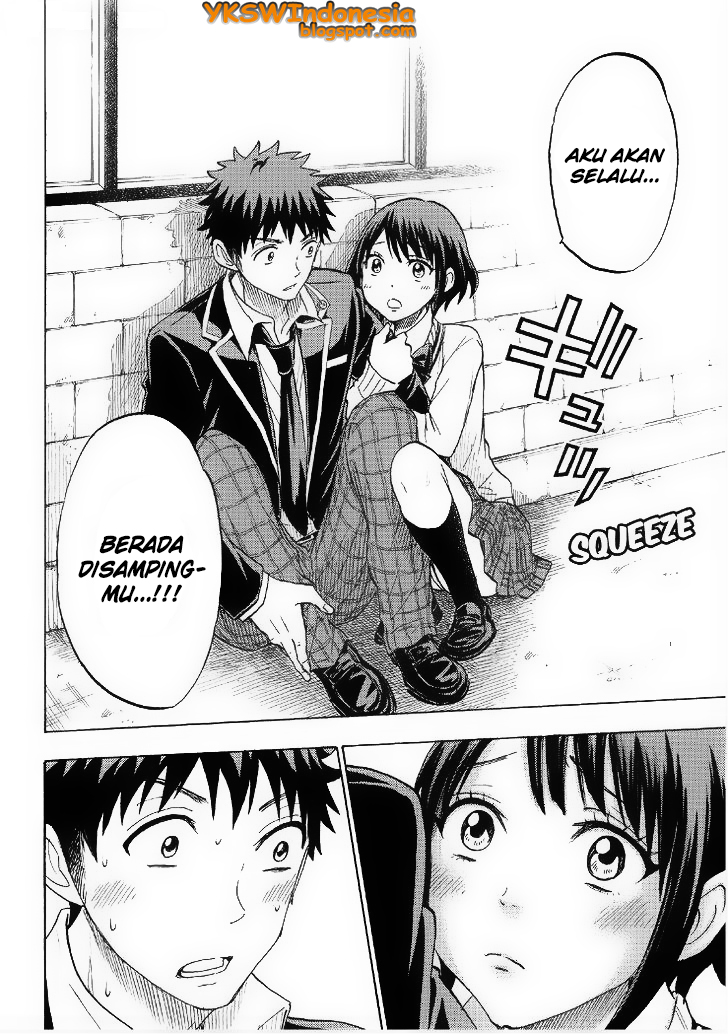 YKSWIndonesia
blogspot.com
AKU AKAN
SELALU...
ギュッ
SQUEEZE
BERADA
DISAMPING-
MU...!!!